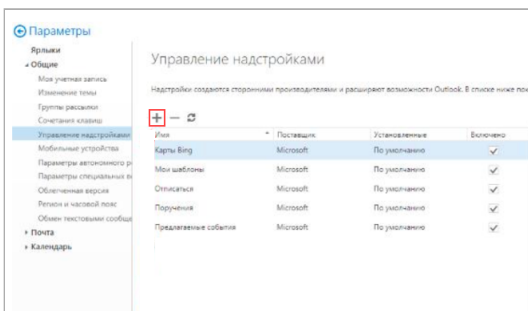 Параметры
Ярлыки
Общие
Моя учетная запись
Изменение темы
Группы рассылки
Сочетания клавиш
Управление надстройками
Мобильные устройства
Параметры автономного р
Параметры специальных в
Облегченная версия
Регион и часовой пояс
Обмен текстовыми сообще
Почта
Календарь
Управление надстройками
Надстройки создаются сторонними производителями и расширяют возможности Outlook. В списке ниже пок
Имя Поставщик Установленные Включено
Карты Bing Microsoft По умолчанию
Мои шаблоны Microsoft По умолчанию
Отписаться Microsoft По умолчанию
Поручения Microsoft По умолчанию
Предлагаемые события Microsoft По умолчанию